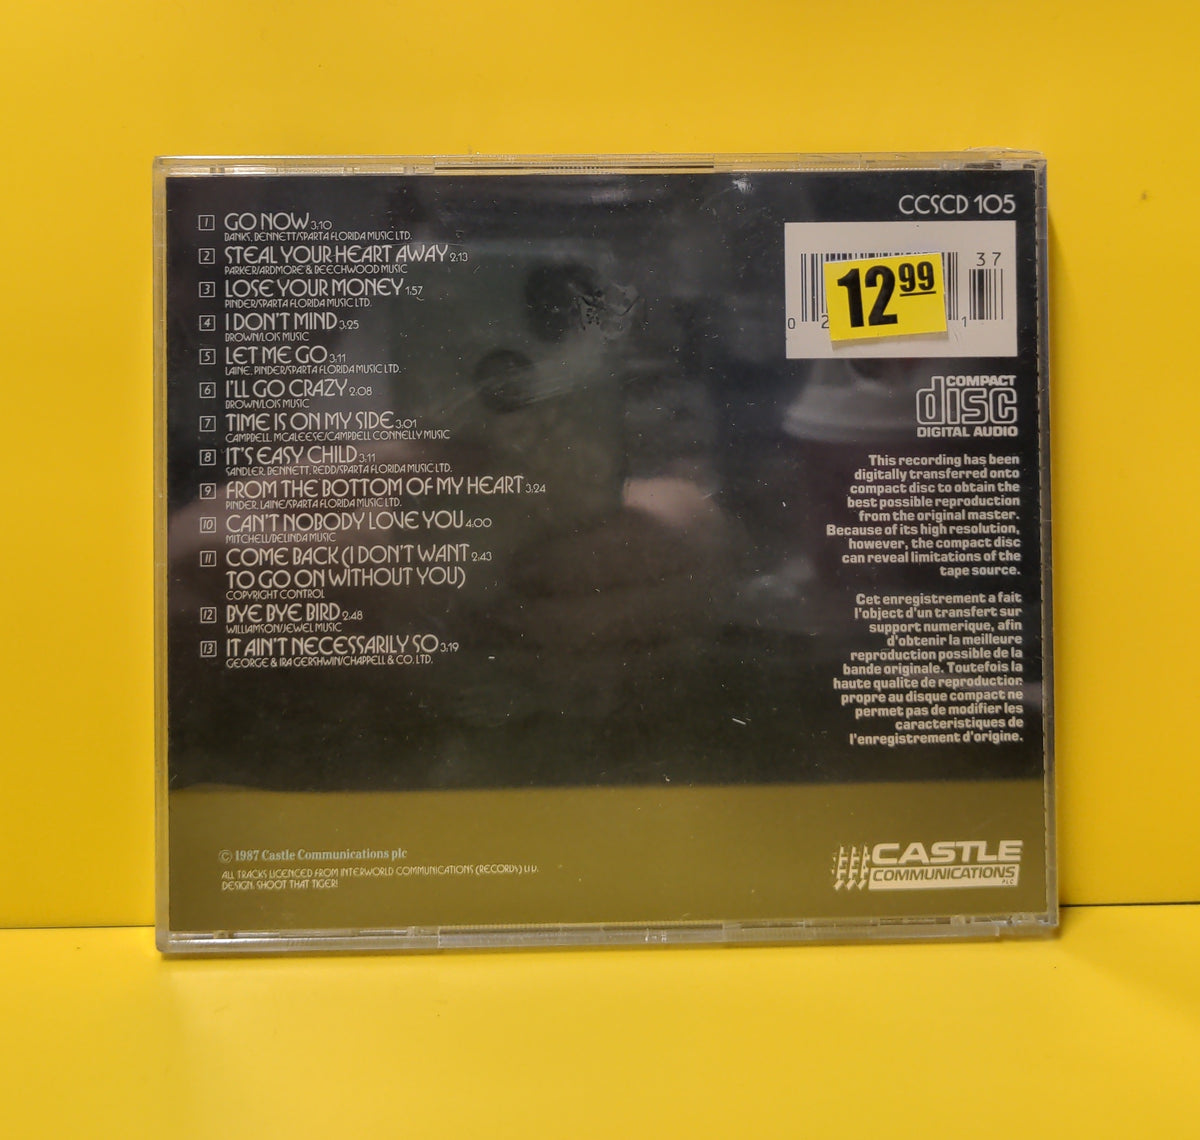 CCSCD 105
1 GO NOW 3:10
BANKS, BENNETT/SPARTA FLORIDA MUSIC LTD.
2 STEAL YOUR HEART AWAY 2:13
PARKER/ARDMORE & BEECHWOOD MUSIC
3 LOSE YOUR MONEY 1:57
PINDER/SPARTA FLORIDA MUSIC LTD.
4 I DON'T MIND 3:25
BROWN/LOIS MUSIC
5 LET ME GO 3:11
LAINE, PINDER/SPARTA FLORIDA MUSIC LTD.
6 I'LL GO CRAZY 2:08
BROWN/LOIS MUSIC
7 TIME IS ON MY SIDE 3:01
CAMPBELL, MCALEESE/CAMPBELL CONNELLY MUSIC
8 IT'S EASY CHILD 3:11
SANDLER, BENNETT, REDD/SPARTA FLORIDA MUSIC LTD.
9 FROM THE BOTTOM OF MY HEART 3:24
PINDER, LAINE/SPARTA FLORIDA MUSIC LTD.
10 CAN'T NOBODY LOVE YOU 4:00
MITCHELL/BELINDA MUSIC
11 COME BACK (I DON'T WANT 2:43
TO GO ON WITHOUT YOU)
COPYRIGHT CONTROL
12 BYE BYE BIRD 2:48
WILLIAMSON/JEWEL MUSIC
13 IT AIN'T NECESSARILY SO 3:19
GEORGE & IRA GERSHWIN/CHAPPELL & CO. LTD.
37
12 99
0 2 1
COMPACT
disc
DIGITAL AUDIO
This recording has been
digitally transferred onto
compact disc to obtain the
best possible reproduction
from the original master.
Because of its high resolution,
however, the compact disc
can reveal limitations of the
tape source.
Cet enregistrement a fait
l'object d'un transfert sur
support numerique, afin
d'obtenir la meilleure
reproduction possible de la
bande originale. Toutefois la
haute qualite de reproduction
propre au disque compact ne
permet pas de modifier les
caracteristiques de
l'enregistrement d'origine.
© 1987 Castle Communications plc
ALL TRACKS LICENCED FROM INTERWORLD COMMUNICATIONS (RECORDS) LTD.
DESIGN: SHOOT THAT TIGER!
CASTLE
COMMUNICATIONS
PLC